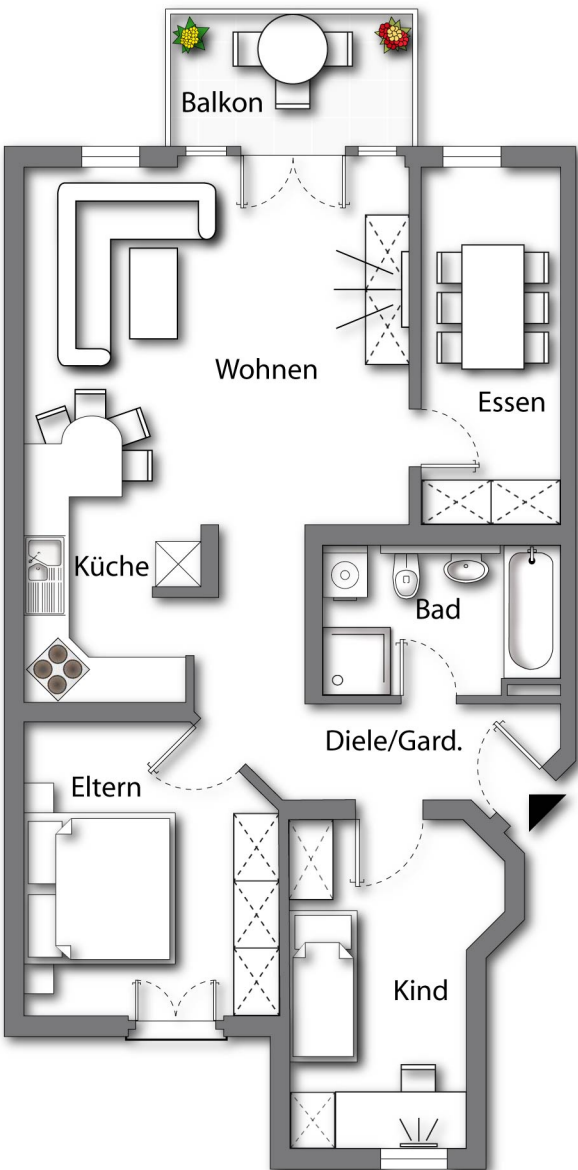 Balkon
Wohnen
Essen
Küche
Bad
Diele/Gard.
Eltern
Kind